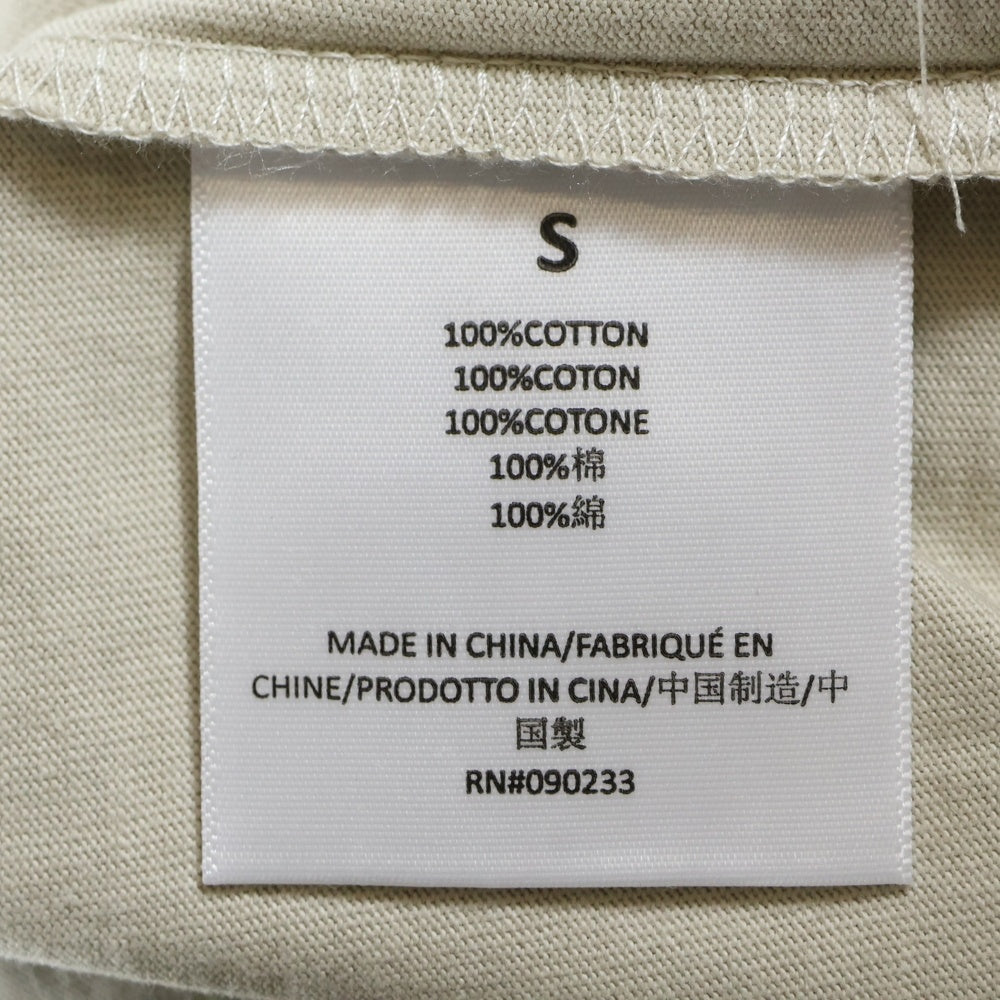 S
100%COTTON
100%COTON
100%COTONE
100%棉
100%綿
MADE IN CHINA/FABRIQUÉ EN
CHINE/PRODOTTO IN CINA/中国制造/中
国製
RN#090233